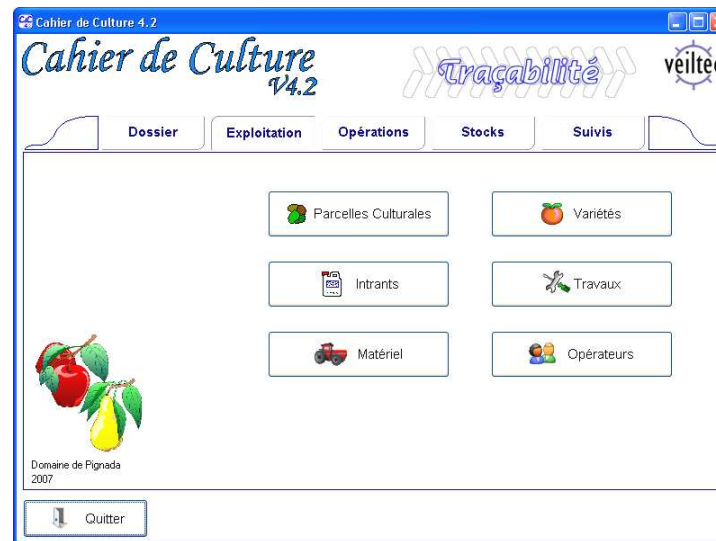 Cahier de Culture 4.2
Cahier de Culture
V4.2
Traçabilité
Dossier
Exploitation
Opérations
Stocks
Suivis
Parcelles Culturales
Variétés
Intrants
Travaux
Matériel
Opérateurs
Domaine de Pignada
2007
Quitter